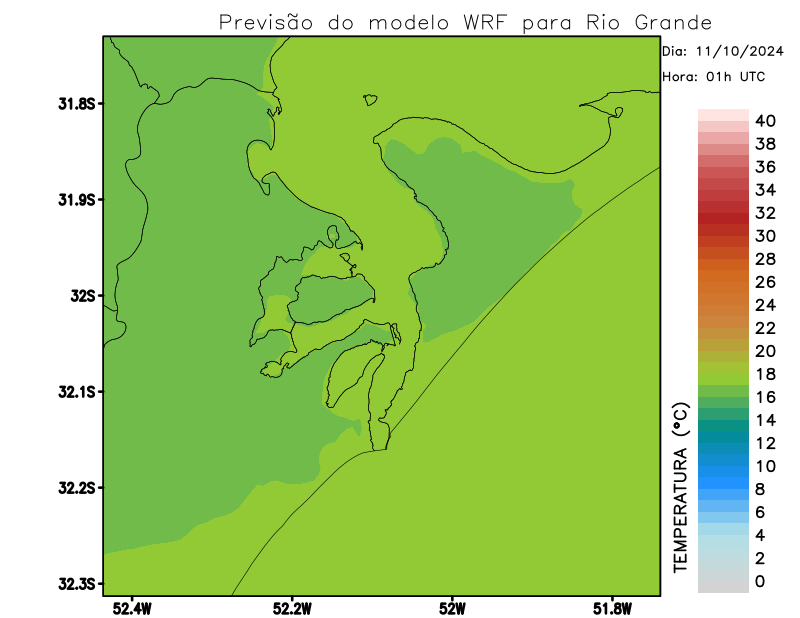 Previsão do modelo WRF para Rio Grande
Dia: 11/10/2024
Hora: 01h UTC
31.8S
31.9S
32S
32.1S
32.2S
32.3S
52.4W
52.2W
52W
51.8W
TEMPERATURA (°C)
40
38
36
34
32
30
28
26
24
22
20
18
16
14
12
10
8
6
4
2
0